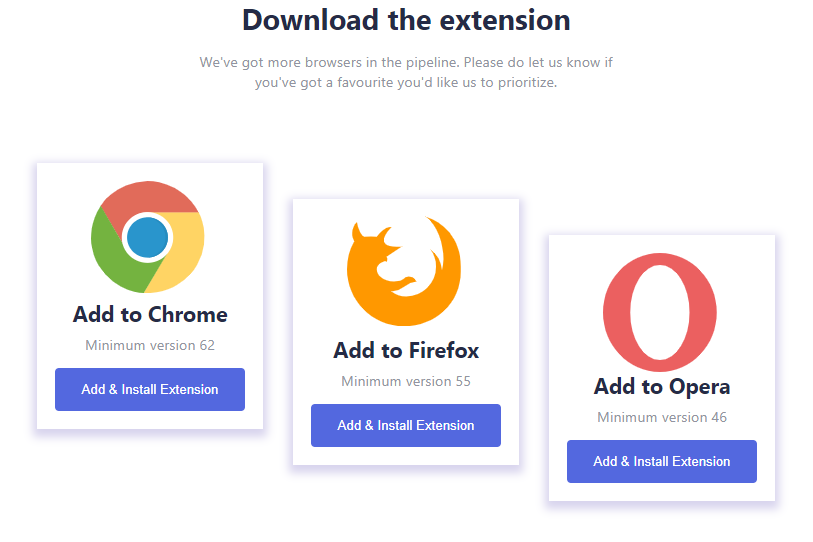 Download the extension
We've got more browsers in the pipeline. Please do let us know if
you've got a favourite you'd like us to prioritize.
Add to Chrome
Minimum version 62
Add & Install Extension
Add to Firefox
Minimum version 55
Add & Install Extension
Add to Opera
Minimum version 46
Add & Install Extension